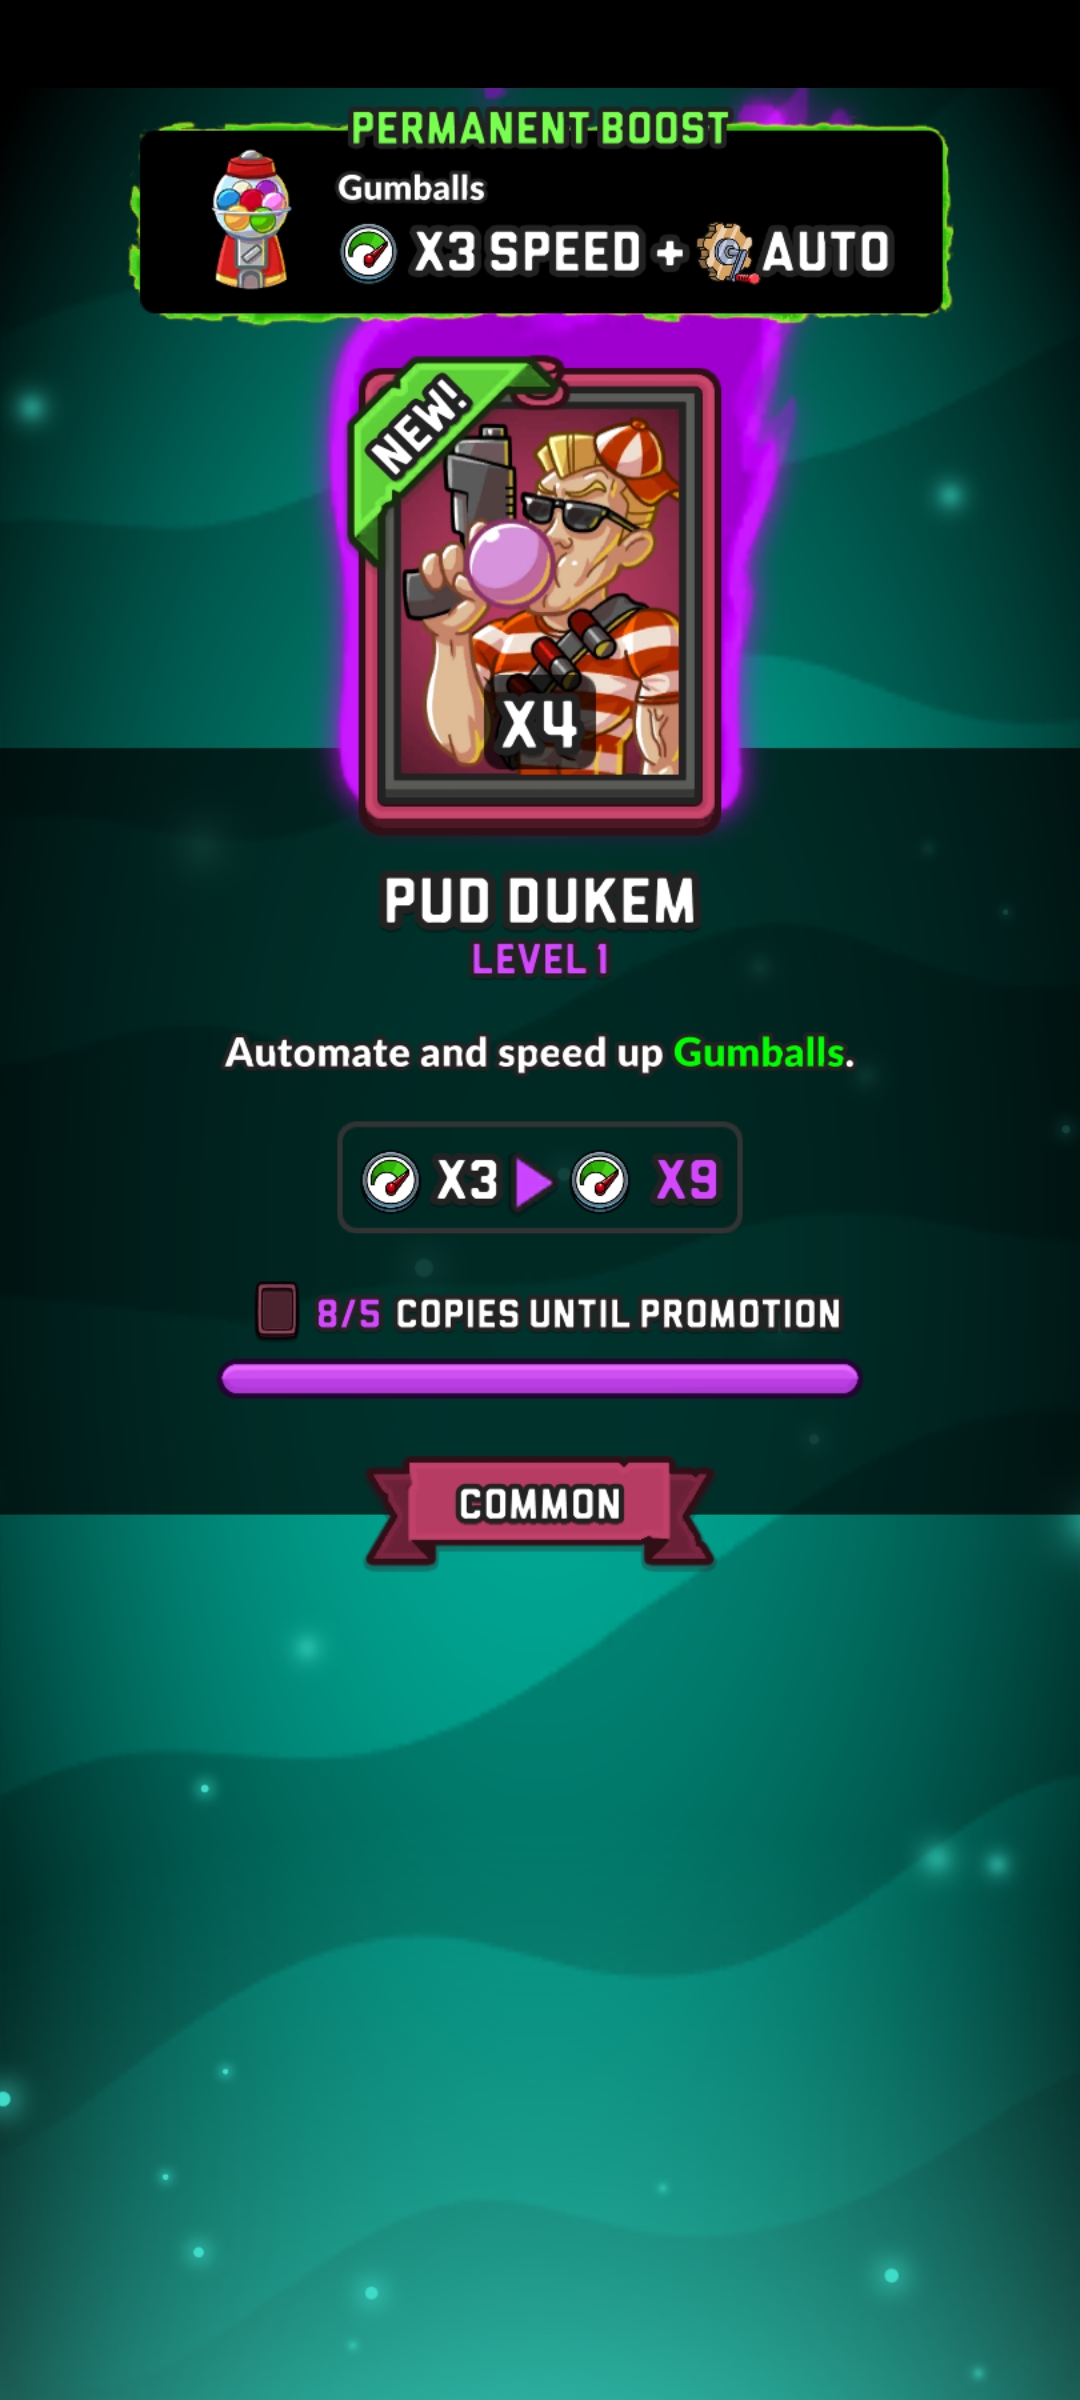 PERMANENT BOOST
Gumballs
X3 SPEED + AUTO
NEW!
X4
PUD DUKEM
LEVEL 1
Automate and speed up Gumballs.
X3 X9
8/5 COPIES UNTIL PROMOTION
COMMON